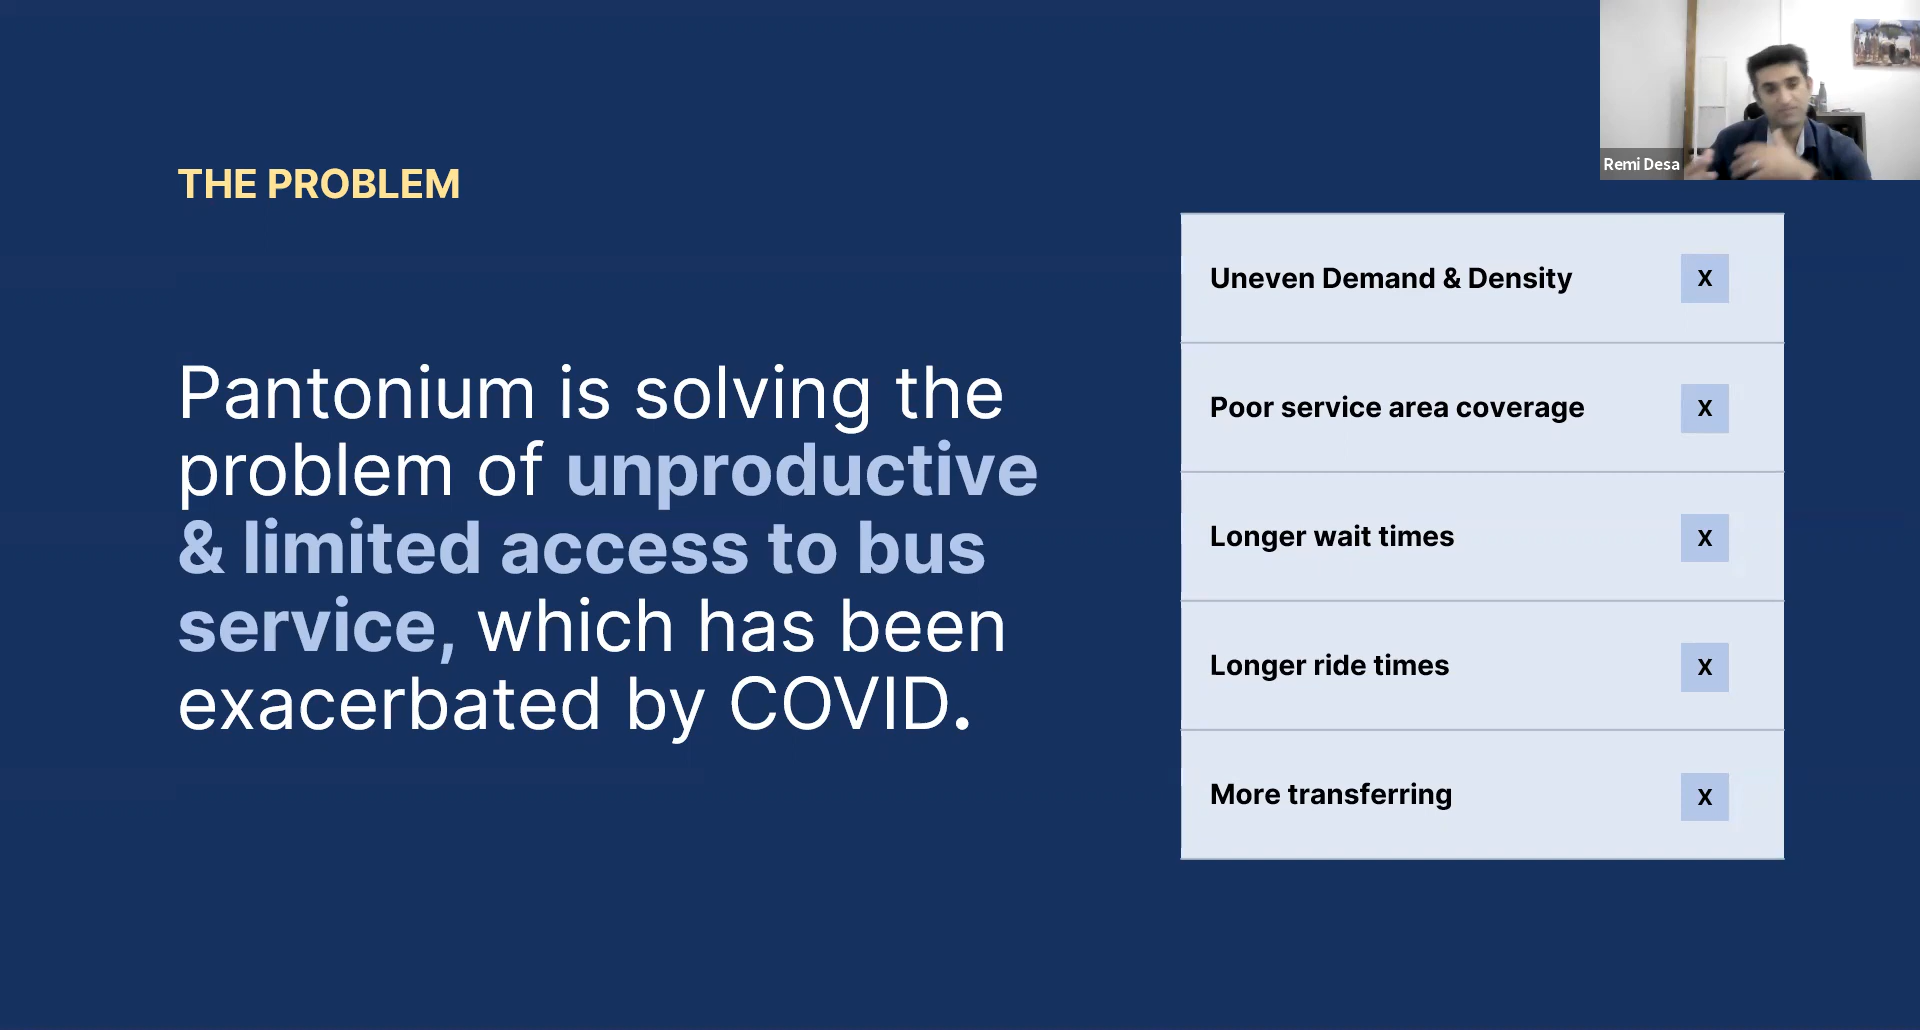 Remi Desa
THE PROBLEM
Pantonium is solving the
problem of unproductive
& limited access to bus
service, which has been
exacerbated by COVID.
Uneven Demand & Density X
Poor service area coverage X
Longer wait times X
Longer ride times X
More transferring X